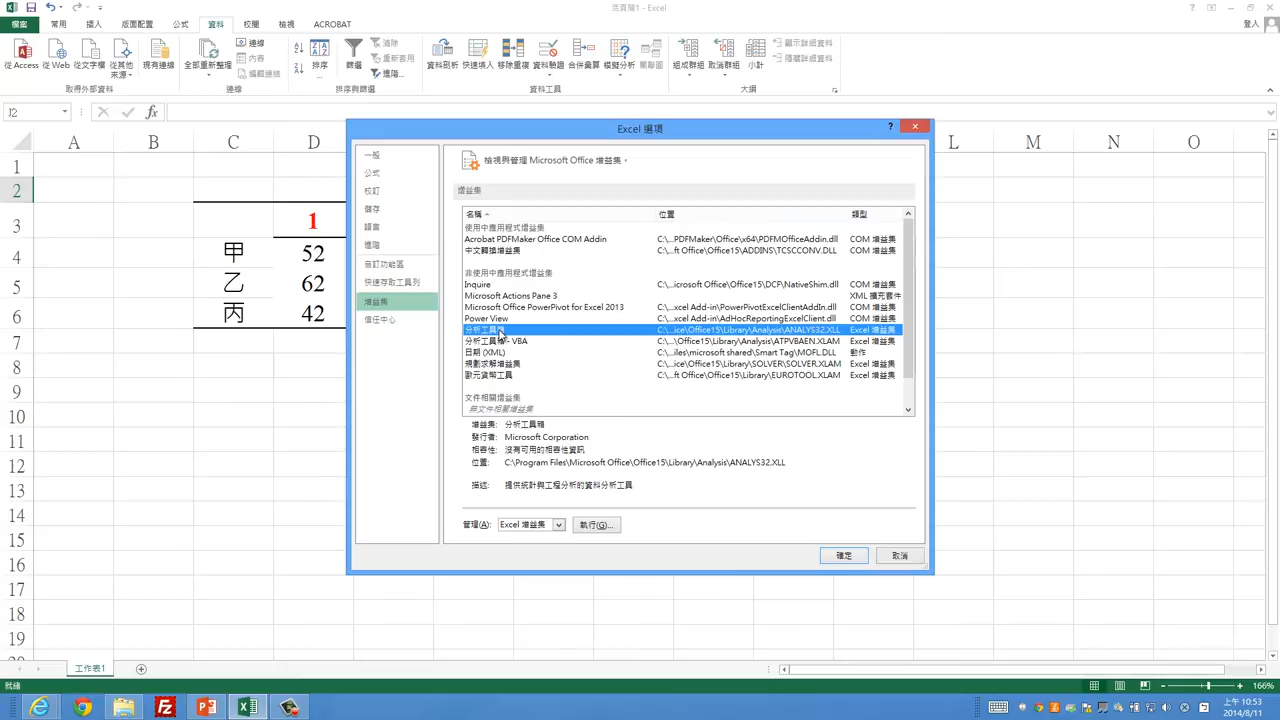 活頁簿1 - Excel
檔案 常用 插入 版面配置 公式 資料 校閱 檢視 ACROBAT 登入
從 Access 從 Web 從文字 從其他來源 現有連線 全部重新整理 連線 內容 編輯連結 排序... 篩選 清除 重新套用 進階... 資料剖析 快速填入 移除重複 資料驗證 合併彙算 模擬分析 關聯圖 組成群組 取消群組 小計 顯示詳細資料 隱藏詳細資料
取得外部資料 連線 排序與篩選 資料工具 大綱
J2 fx
A B C D L M N O
1
2
3 1
4 甲 52
5 乙 62
6 丙 42
7
8
9
10
11
12
13
14
15
16
17
18
19
Excel 選項
一般
公式
校訂
儲存
語言
進階
自訂功能區
快速存取工具列
增益集
信任中心
檢視與管理 Microsoft Office 增益集。
增益集
名稱 位置 類型
使用中應用程式增益集
Acrobat PDFMaker Office COM Addin C:\...PDFMaker\Office\x64\PDFMOfficeAddin.dll COM 增益集
中文轉換增益集 C:\...ft Office\Office15\ADDINS\TCSCCONV.DLL COM 增益集
非使用中應用程式增益集
Inquire C:\...icrosoft Office\Office15\DCF\NativeShim.dll COM 增益集
Microsoft Actions Pane 3 XML 擴充套件
Microsoft Office PowerPivot for Excel 2013 C:\...xcel Add-in\PowerPivotExcelClientAddIn.dll COM 增益集
Power View C:\...xcel Add-in\AdHocReportingExcelClient.dll COM 增益集
分析工具箱 C:\...ice\Office15\Library\Analysis\ANALYS32.XLL Excel 增益集
分析工具箱 - VBA C:\...\Office15\Library\Analysis\ATPVBAEN.XLAM Excel 增益集
日期 (XML) C:\...iles\microsoft shared\Smart Tag\MOFL.DLL 動作
規劃求解增益集 C:\...ice\Office15\Library\SOLVER\SOLVER.XLAM Excel 增益集
歐元貨幣工具 C:\...ft Office\Office15\Library\EUROTOOL.XLAM Excel 增益集
文件相關增益集
無文件相關增益集
增益集: 分析工具箱
發行者: Microsoft Corporation
相容性: 沒有可用的相容性資訊
位置: C:\Program Files\Microsoft Office\Office15\Library\Analysis\ANALYS32.XLL
描述: 提供統計與工程分析的資料分析工具
管理(A): Excel 增益集 執行(G)...
確定 取消
工作表1
就緒 166%
上午 10:53
2014/8/11